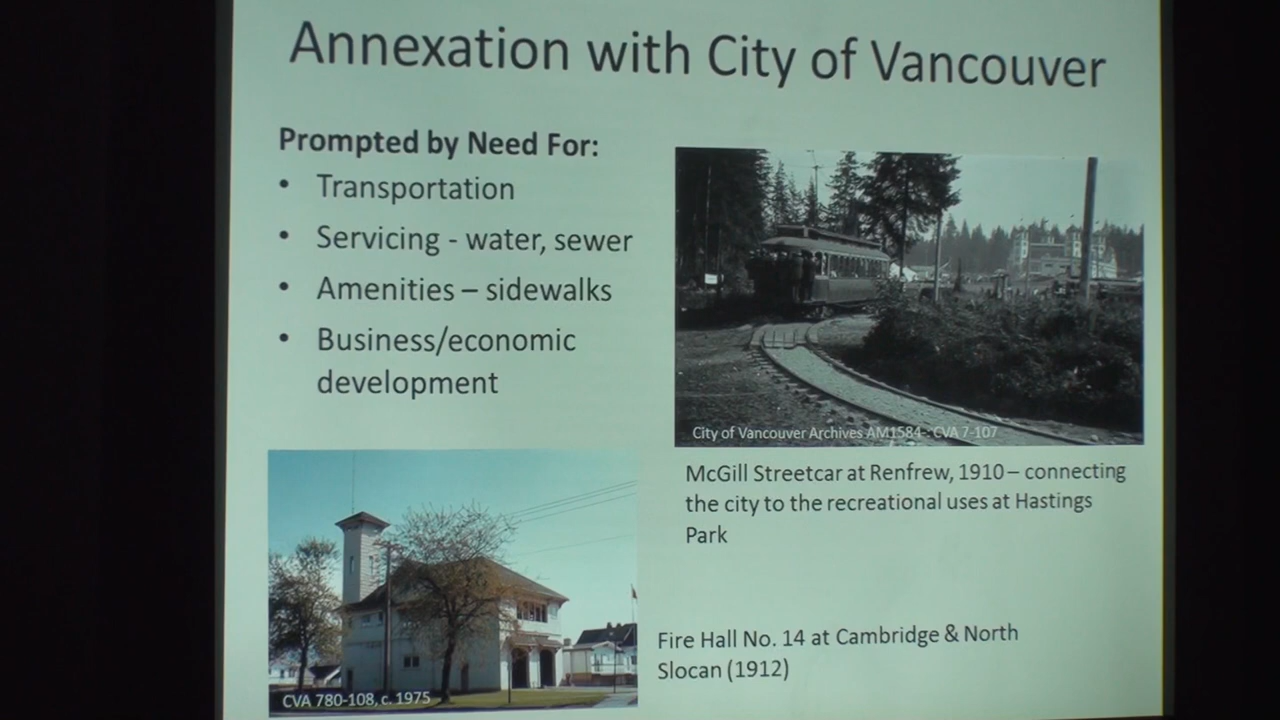 Annexation with City of Vancouver
Prompted by Need For:
• Transportation
• Servicing - water, sewer
• Amenities – sidewalks
• Business/economic
development
City of Vancouver Archives AM1584-: CVA 7-107
McGill Streetcar at Renfrew, 1910 – connecting
the city to the recreational uses at Hastings
Park
Fire Hall No. 14 at Cambridge & North
Slocan (1912)
CVA 780-108, c. 1975